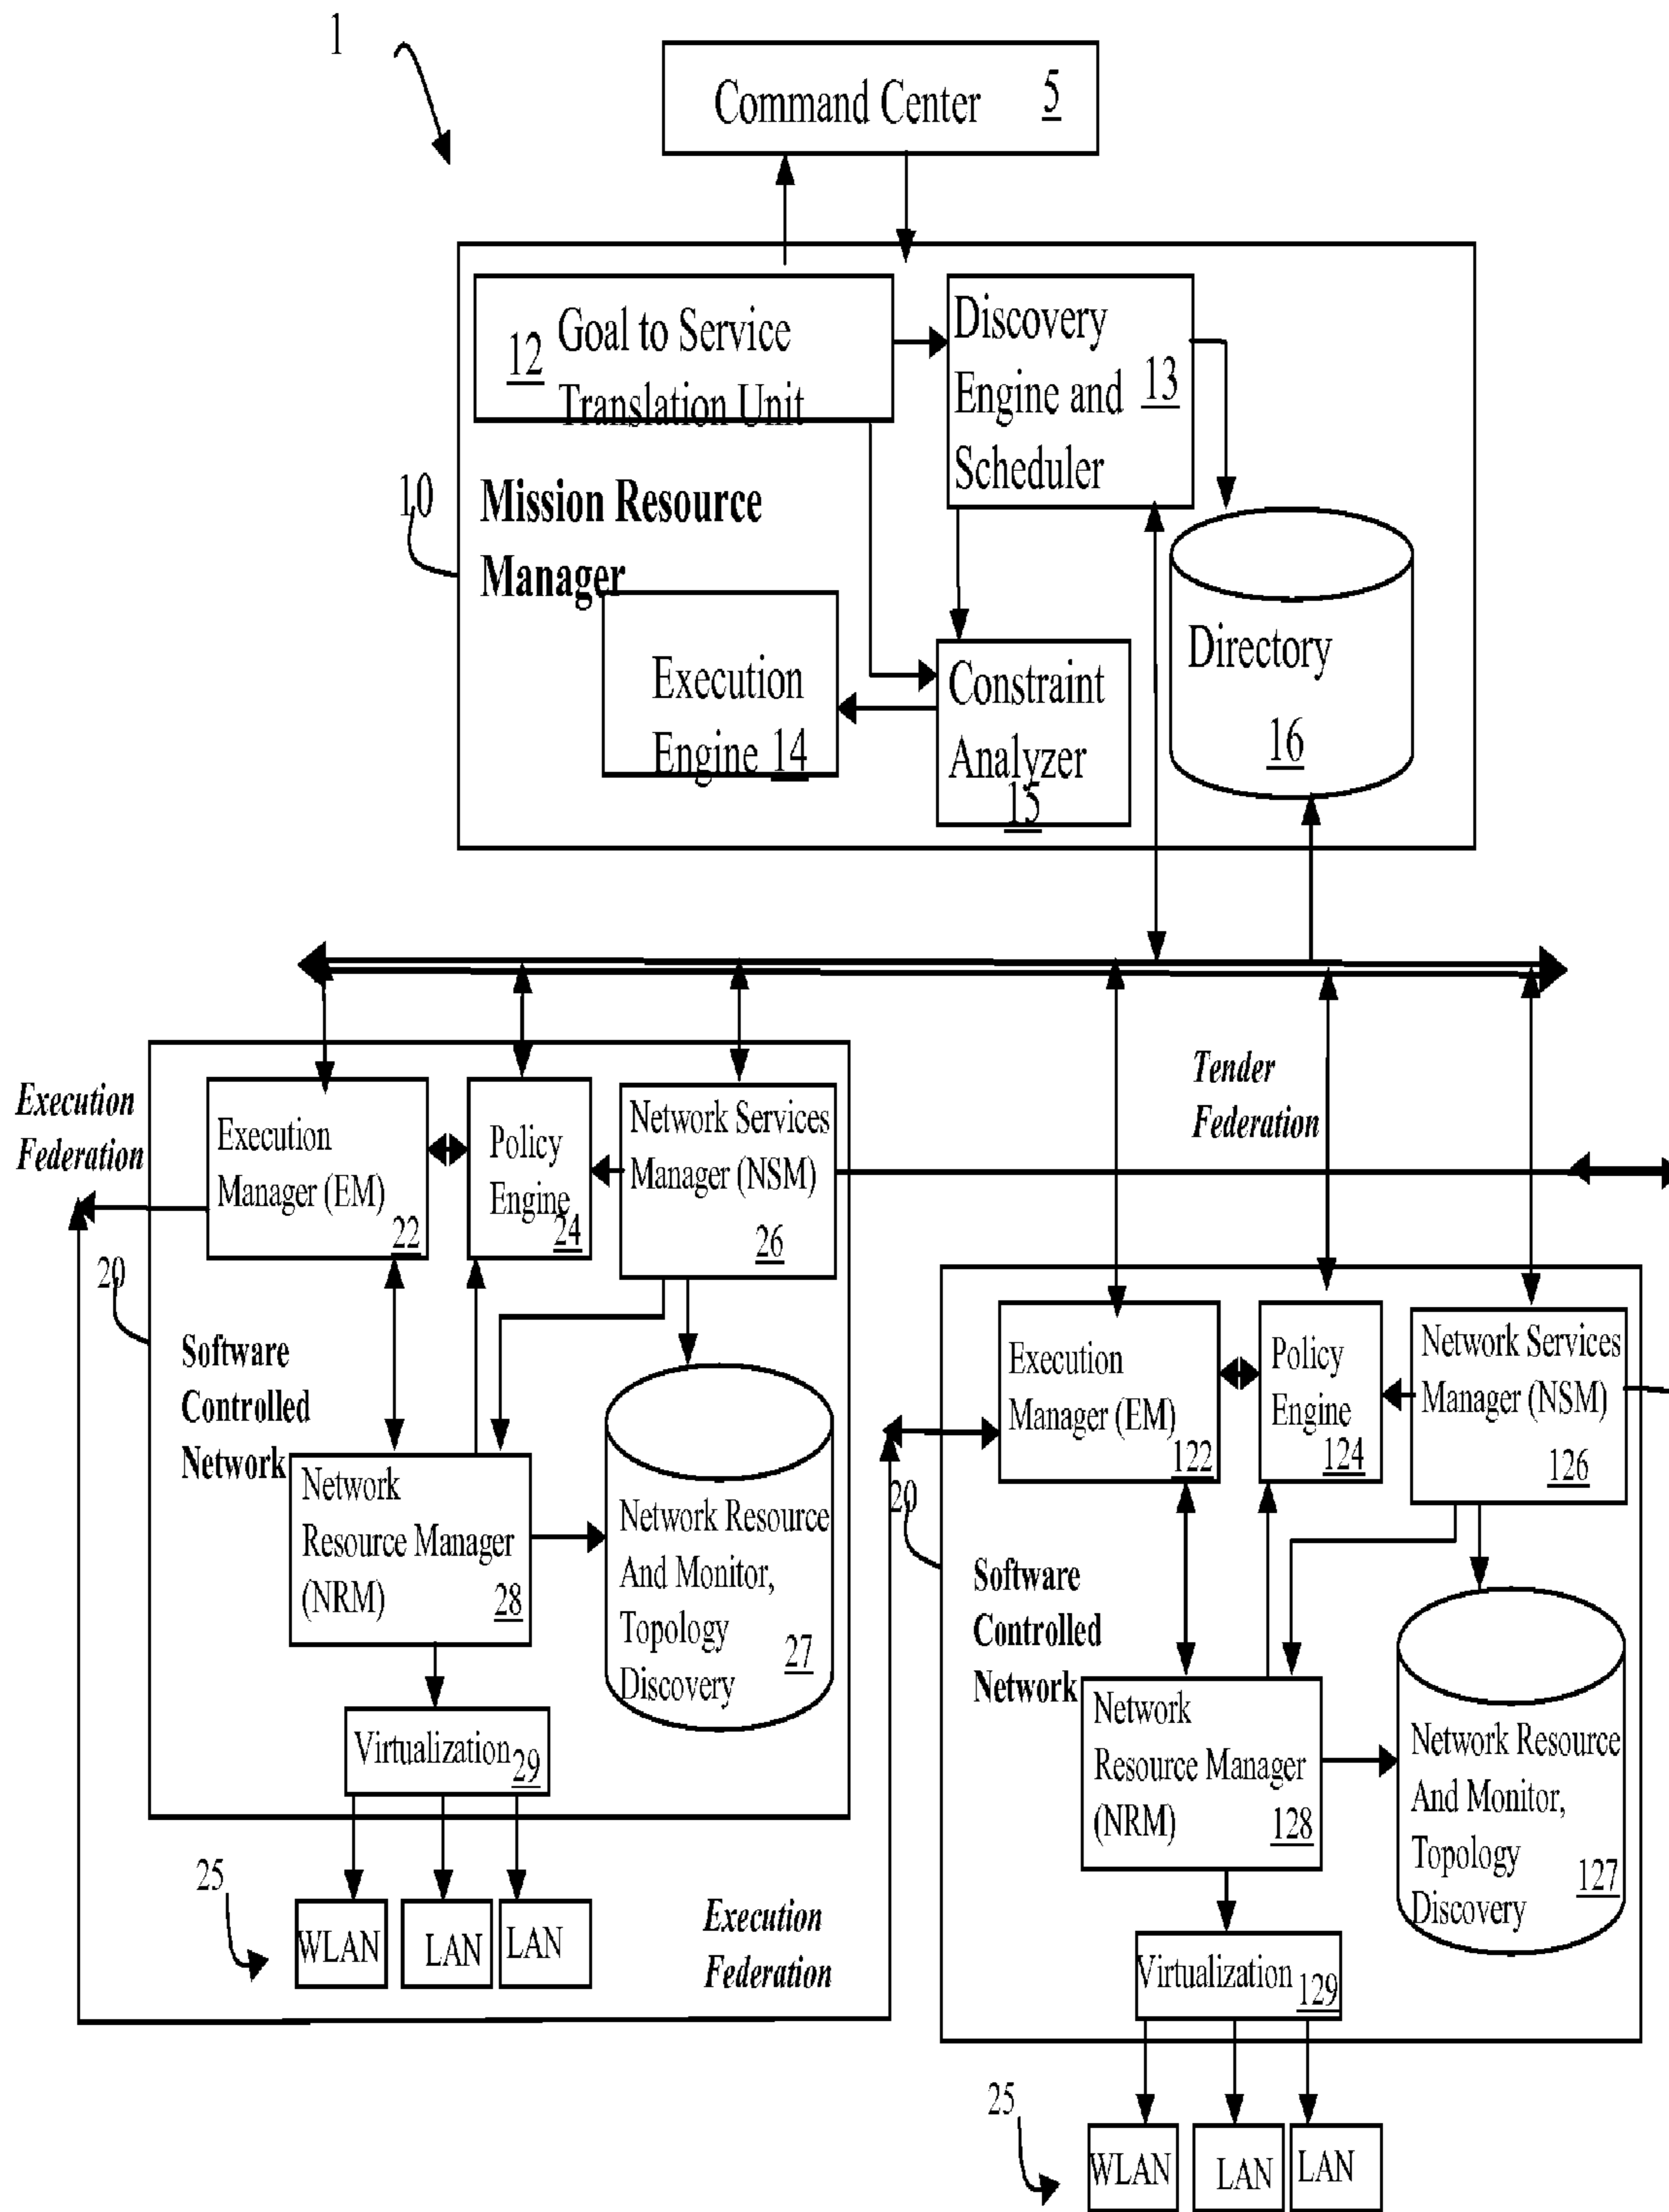 1
Command Center 5
12 Goal to Service
Translation Unit
Discovery
Engine and 13
Scheduler
10
Mission Resource
Manager
Execution
Engine 14
Constraint
Analyzer
15
Directory
16
Execution
Federation
Execution
Manager (EM)
22
Policy
Engine
24
Network Services
Manager (NSM)
26
Tender
Federation
20
Software
Controlled
Network
Network
Resource Manager
(NRM)
28
Network Resource
And Monitor,
Topology
Discovery
27
Virtualization 29
25
WLAN
LAN
LAN
Execution
Federation
Execution
Manager (EM)
122
Policy
Engine
124
Network Services
Manager (NSM)
126
20
Software
Controlled
Network
Network
Resource Manager
(NRM)
128
Network Resource
And Monitor,
Topology
Discovery
127
Virtualization 129
25
WLAN
LAN
LAN